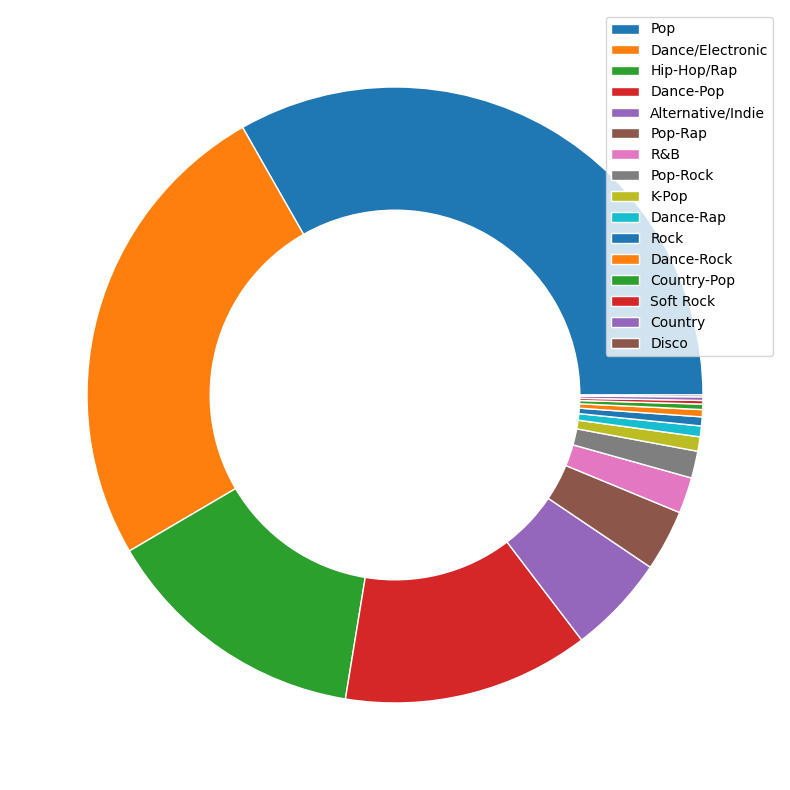 Pop
Dance/Electronic
Hip-Hop/Rap
Dance-Pop
Alternative/Indie
Pop-Rap
R&B
Pop-Rock
K-Pop
Dance-Rap
Rock
Dance-Rock
Country-Pop
Soft Rock
Country
Disco